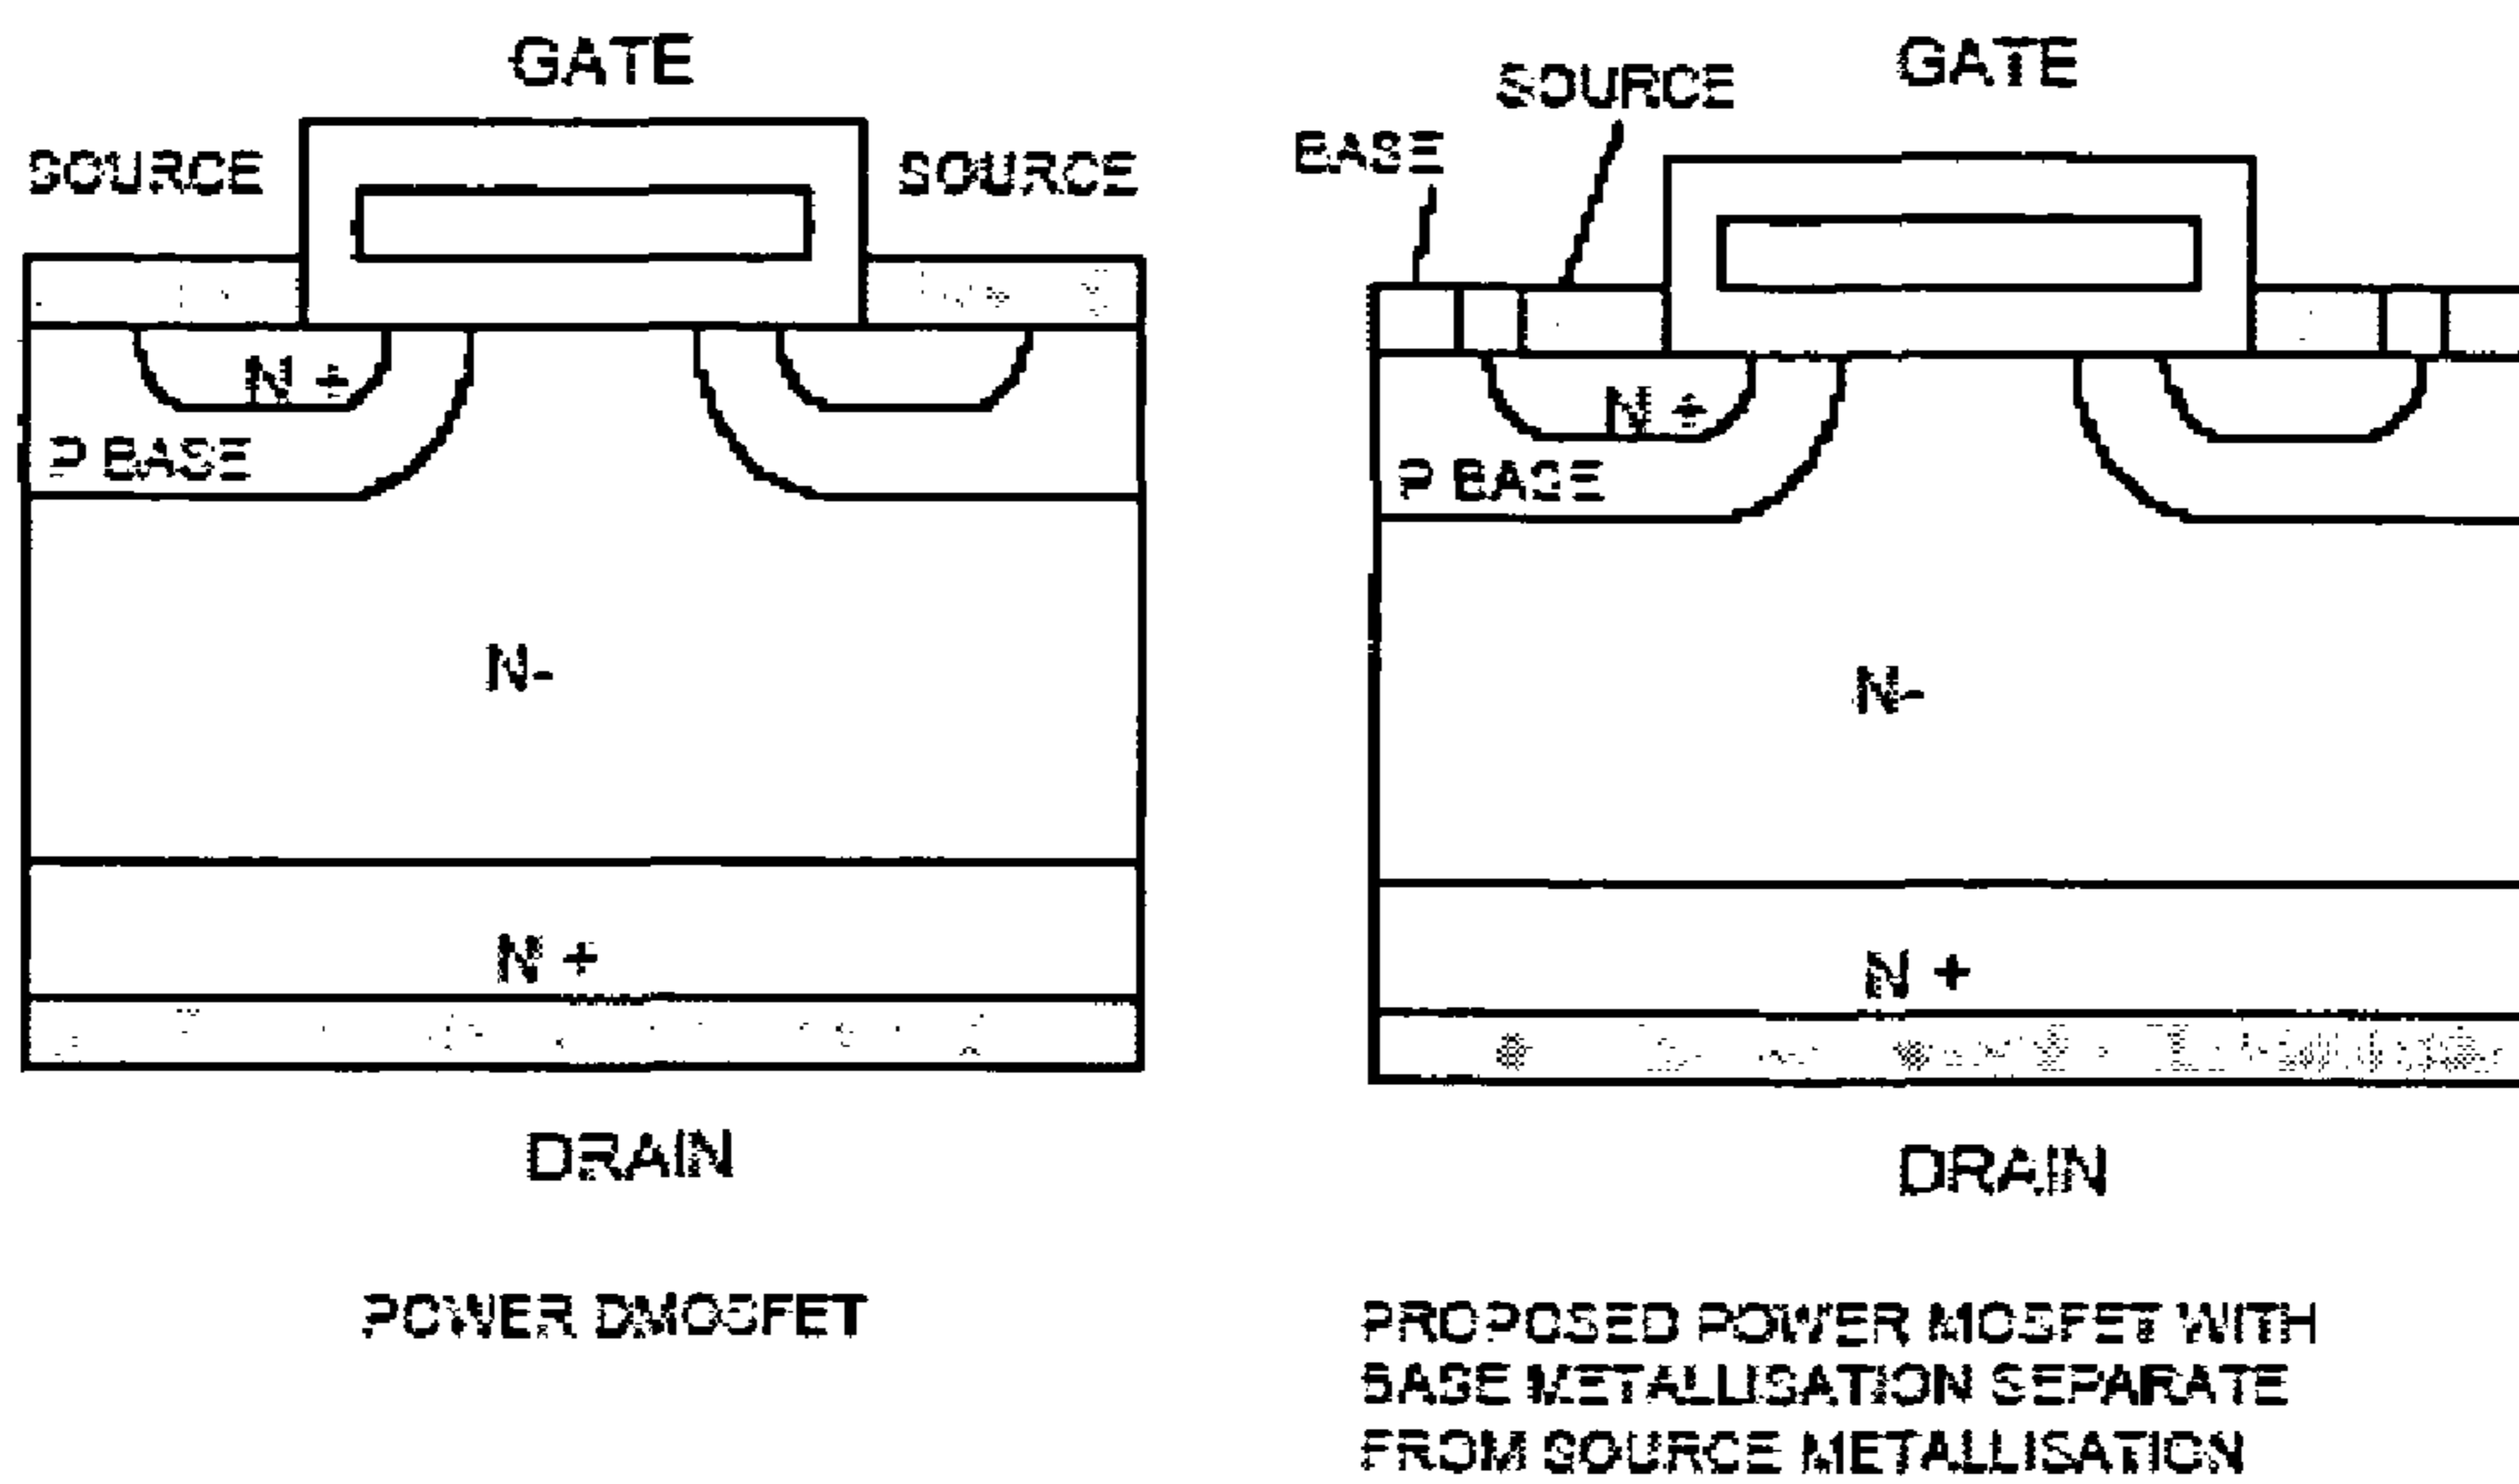 GATE
SOURCE
SOURCE
N +
P BASE
N-
N +
DRAIN
POWER DMOSFET
GATE
SOURCE
BASE
N +
P BASE
N-
N +
DRAIN
PROPOSED POWER MOSFET WITH
BASE METALLISATION SEPARATE
FROM SOURCE METALLISATION